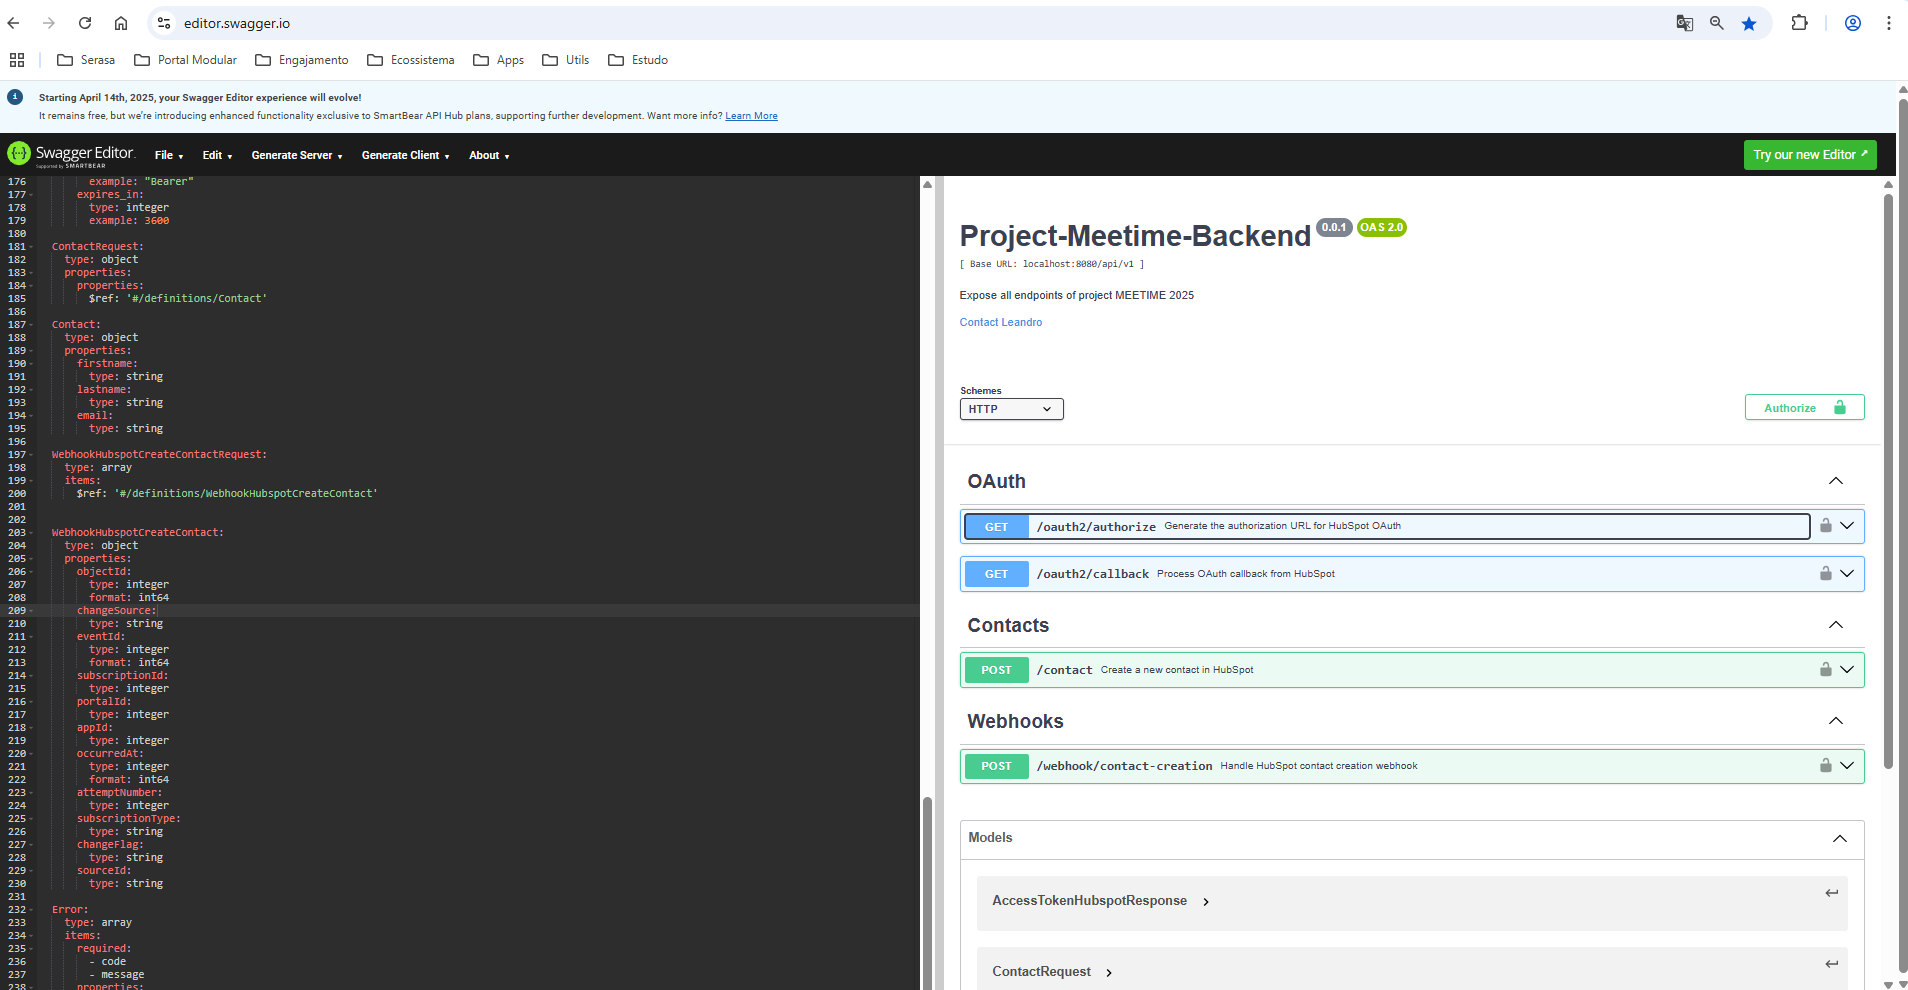 editor.swagger.io
Serasa Portal Modular Engajamento Ecossistema Apps Utils Estudo
Starting April 14th, 2025, your Swagger Editor experience will evolve!
It remains free, but we're introducing enhanced functionality exclusive to SmartBear API Hub plans, supporting further development. Want more info? Learn More
Swagger Editor.
Supported by SMARTBEAR
File Edit Generate Server Generate Client About
Try our new Editor
176 example: "Bearer"
177 expires_in:
178 type: integer
179 example: 3600
180
181 ContactRequest:
182 type: object
183 properties:
184 properties:
185 $ref: '#/definitions/Contact'
186
187 Contact:
188 type: object
189 properties:
190 firstname:
191 type: string
192 lastname:
193 type: string
194 email:
195 type: string
196
197 WebhookHubspotCreateContactRequest:
198 type: array
199 items:
200 $ref: '#/definitions/WebhookHubspotCreateContact'
201
202
203 WebhookHubspotCreateContact:
204 type: object
205 properties:
206 objectId:
207 type: integer
208 format: int64
209 changeSource:
210 type: string
211 eventId:
212 type: integer
213 format: int64
214 subscriptionId:
215 type: integer
216 portalId:
217 type: integer
218 appId:
219 type: integer
220 occurredAt:
221 type: integer
222 format: int64
223 attemptNumber:
224 type: integer
225 subscriptionType:
226 type: string
227 changeFlag:
228 type: string
229 sourceId:
230 type: string
231
232 Error:
233 type: array
234 items:
235 required:
236 - code
237 - message
238 properties:
Project-Meetime-Backend 0.0.1 OAS 2.0
[ Base URL: localhost:8080/api/v1 ]
Expose all endpoints of project MEETIME 2025
Contact Leandro
Schemes
HTTP
Authorize
OAuth
GET /oauth2/authorize Generate the authorization URL for HubSpot OAuth
GET /oauth2/callback Process OAuth callback from HubSpot
Contacts
POST /contact Create a new contact in HubSpot
Webhooks
POST /webhook/contact-creation Handle HubSpot contact creation webhook
Models
AccessTokenHubspotResponse
ContactRequest